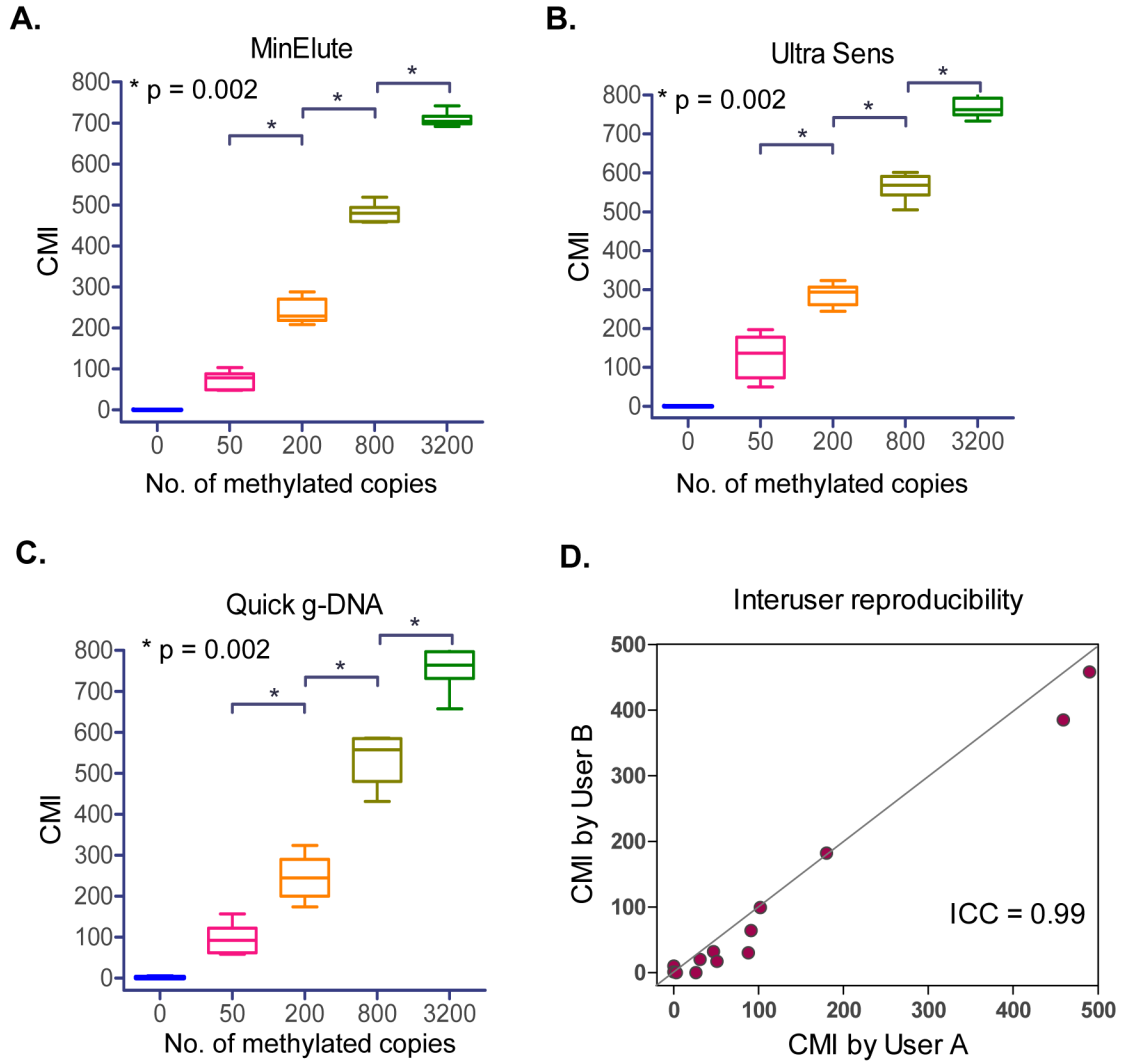 A.
MinElute
* p = 0.002
*
*
*
800
700
600
500
400
300
200
100
0
CMI
0 50 200 800 3200
No. of methylated copies
B.
Ultra Sens
* p = 0.002
*
*
*
800
700
600
500
400
300
200
100
0
CMI
0 50 200 800 3200
No. of methylated copies
C.
Quick g-DNA
* p = 0.002
*
*
*
800
700
600
500
400
300
200
100
0
CMI
0 50 200 800 3200
No. of methylated copies
D.
Interuser reproducibility
500
400
300
200
100
0
CMI by User B
ICC = 0.99
0 100 200 300 400 500
CMI by User A